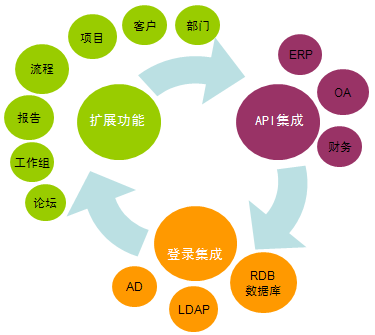 客户
部门
项目
流程
报告
工作组
论坛
扩展功能
ERP
OA
财务
API集成
登录集成
AD
LDAP
RDB
数据库